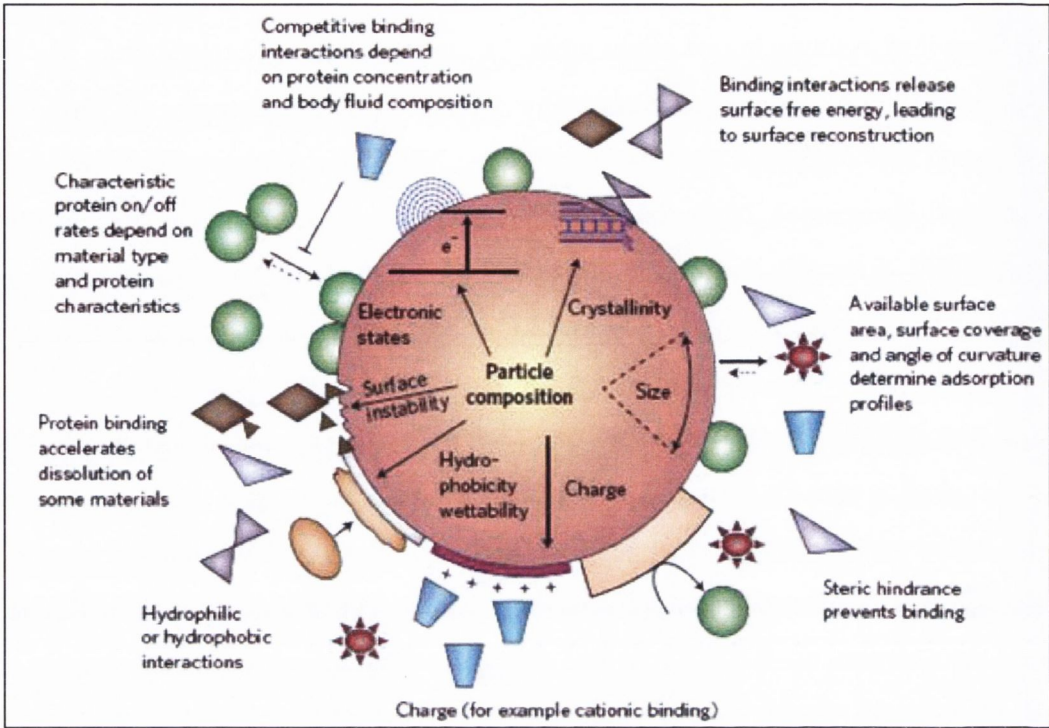 Competitive binding
interactions depend
on protein concentration
and body fluid composition
Binding interactions release
surface free energy, leading
to surface reconstruction
Characteristic
protein on/off
rates depend on
material type
and protein
characteristics
e⁻
Electronic
states
Crystallinity
Available surface
area, surface coverage
and angle of curvature
determine adsorption
profiles
Particle
composition
Surface
instability
Size
Protein binding
accelerates
dissolution of
some materials
Hydro-
phobicity
wettability
Charge
Hydrophilic
or hydrophobic
interactions
+ + + + + +
Steric hindrance
prevents binding
Charge (for example cationic binding)